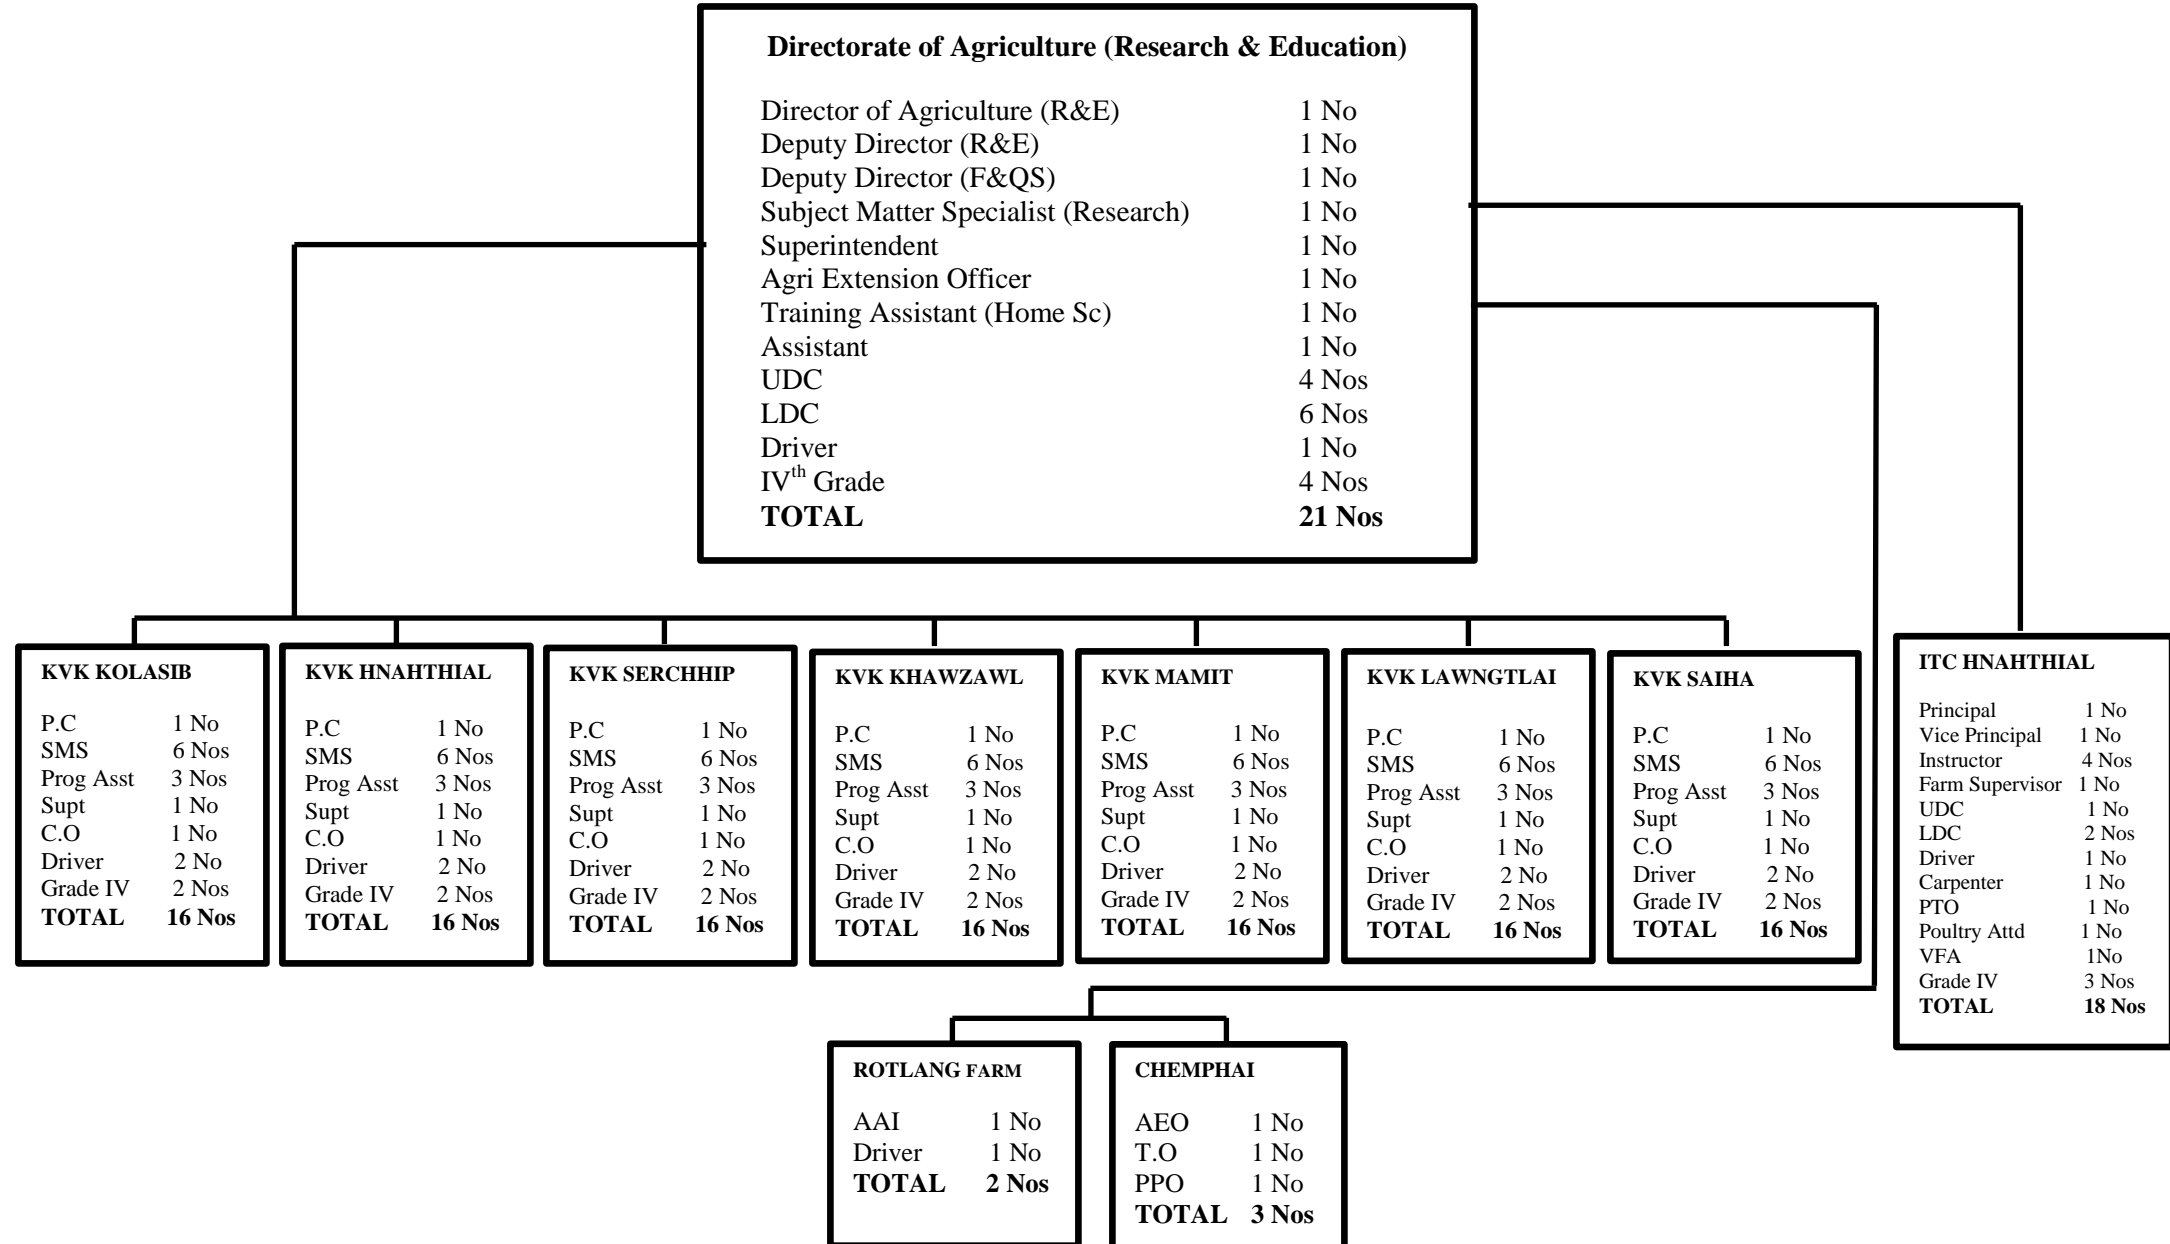 Directorate of Agriculture (Research & Education)
Director of Agriculture (R&E) 1 No
Deputy Director (R&E) 1 No
Deputy Director (F&QS) 1 No
Subject Matter Specialist (Research) 1 No
Superintendent 1 No
Agri Extension Officer 1 No
Training Assistant (Home Sc) 1 No
Assistant 1 No
UDC 4 Nos
LDC 6 Nos
Driver 1 No
IVth Grade 4 Nos
TOTAL 21 Nos
KVK KOLASIB
P.C 1 No
SMS 6 Nos
Prog Asst 3 Nos
Supt 1 No
C.O 1 No
Driver 2 No
Grade IV 2 Nos
TOTAL 16 Nos
KVK HNAHTHIAL
P.C 1 No
SMS 6 Nos
Prog Asst 3 Nos
Supt 1 No
C.O 1 No
Driver 2 No
Grade IV 2 Nos
TOTAL 16 Nos
KVK SERCHHIP
P.C 1 No
SMS 6 Nos
Prog Asst 3 Nos
Supt 1 No
C.O 1 No
Driver 2 No
Grade IV 2 Nos
TOTAL 16 Nos
KVK KHAWZAWL
P.C 1 No
SMS 6 Nos
Prog Asst 3 Nos
Supt 1 No
C.O 1 No
Driver 2 No
Grade IV 2 Nos
TOTAL 16 Nos
KVK MAMIT
P.C 1 No
SMS 6 Nos
Prog Asst 3 Nos
Supt 1 No
C.O 1 No
Driver 2 No
Grade IV 2 Nos
TOTAL 16 Nos
KVK LAWNGTLAI
P.C 1 No
SMS 6 Nos
Prog Asst 3 Nos
Supt 1 No
C.O 1 No
Driver 2 No
Grade IV 2 Nos
TOTAL 16 Nos
KVK SAIHA
P.C 1 No
SMS 6 Nos
Prog Asst 3 Nos
Supt 1 No
C.O 1 No
Driver 2 No
Grade IV 2 Nos
TOTAL 16 Nos
ITC HNAHTHIAL
Principal 1 No
Vice Principal 1 No
Instructor 4 Nos
Farm Supervisor 1 No
UDC 1 No
LDC 2 Nos
Driver 1 No
Carpenter 1 No
PTO 1 No
Poultry Attd 1 No
VFA 1No
Grade IV 3 Nos
TOTAL 18 Nos
ROTLANG FARM
AAI 1 No
Driver 1 No
TOTAL 2 Nos
CHEMPHAI
AEO 1 No
T.O 1 No
PPO 1 No
TOTAL 3 Nos